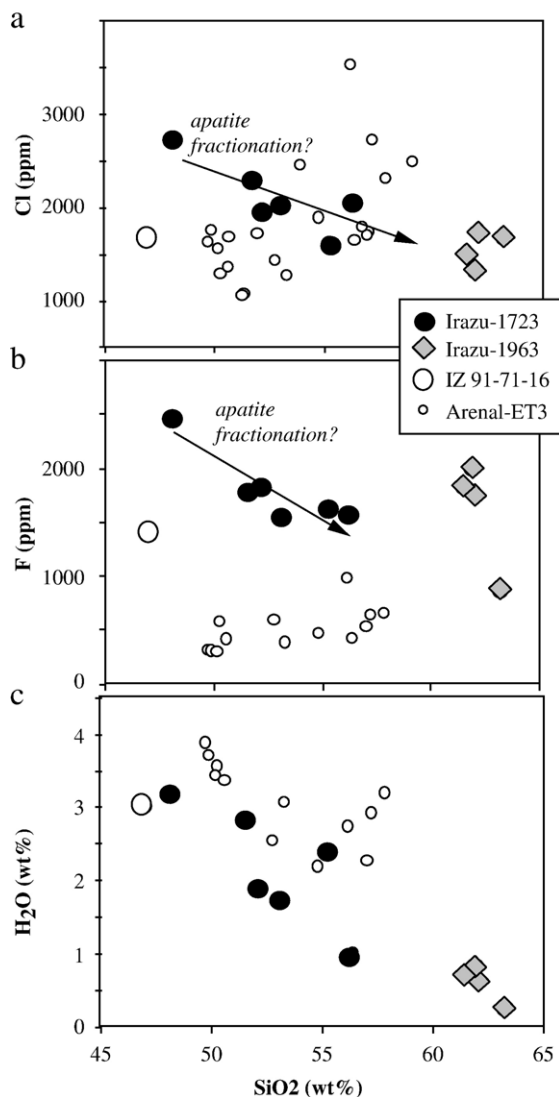 a
Cl (ppm)
3000
2000
1000
apatite
fractionation?
Irazu-1723
Irazu-1963
IZ 91-71-16
Arenal-ET3
b
F (ppm)
2000
1000
0
apatite
fractionation?
c
H2O (wt%)
4
3
2
1
0
45 50 55 60 65
SiO2 (wt%)